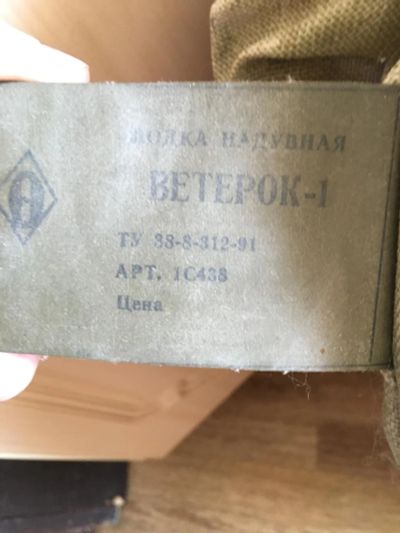 ЛОДКА НАДУВНАЯ
ВЕТЕРОК-1
ТУ 38-8-312-91
АРТ. 1С438
Цена